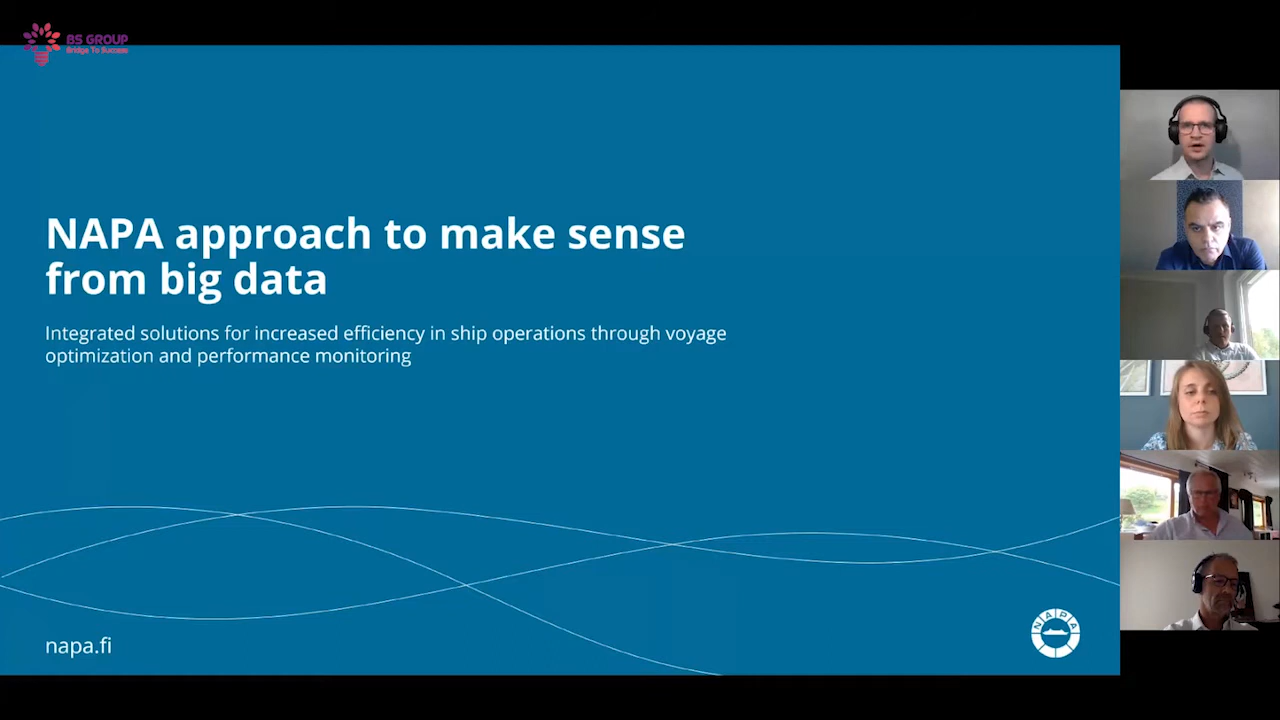 BS GROUP
Bridge To Success
NAPA approach to make sense
from big data
Integrated solutions for increased efficiency in ship operations through voyage
optimization and performance monitoring
napa.fi
NAPA